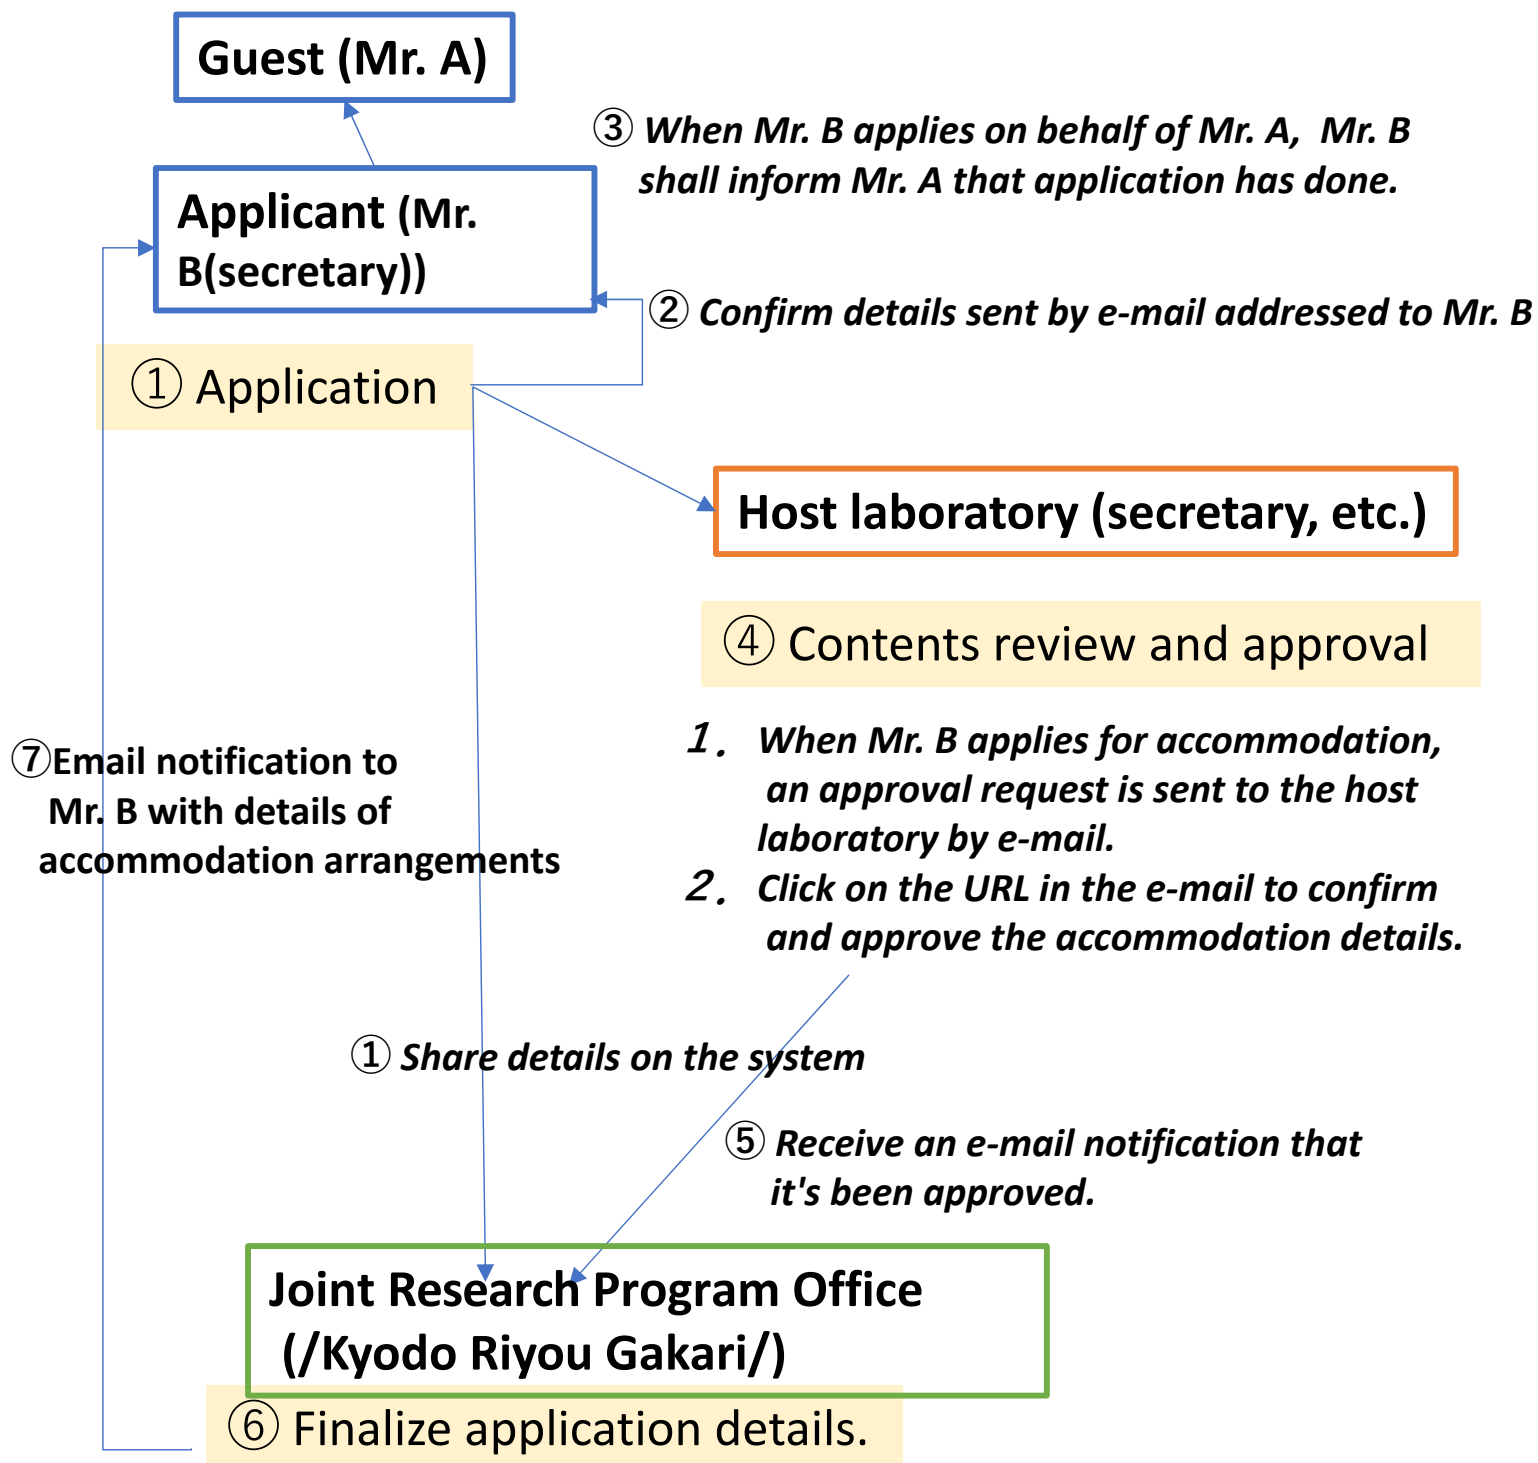 Guest (Mr. A)
③ When Mr. B applies on behalf of Mr. A,  Mr. B
shall inform Mr. A that application has done.
Applicant (Mr.
B(secretary))
② Confirm details sent by e-mail addressed to Mr. B
① Application
Host laboratory (secretary, etc.)
④ Contents review and approval
1. When Mr. B applies for accommodation,
an approval request is sent to the host
laboratory by e-mail.
2. Click on the URL in the e-mail to confirm
and approve the accommodation details.
⑦Email notification to
Mr. B with details of
accommodation arrangements
① Share details on the system
⑤ Receive an e-mail notification that
it's been approved.
Joint Research Program Office
(/Kyodo Riyou Gakari/)
⑥ Finalize application details.